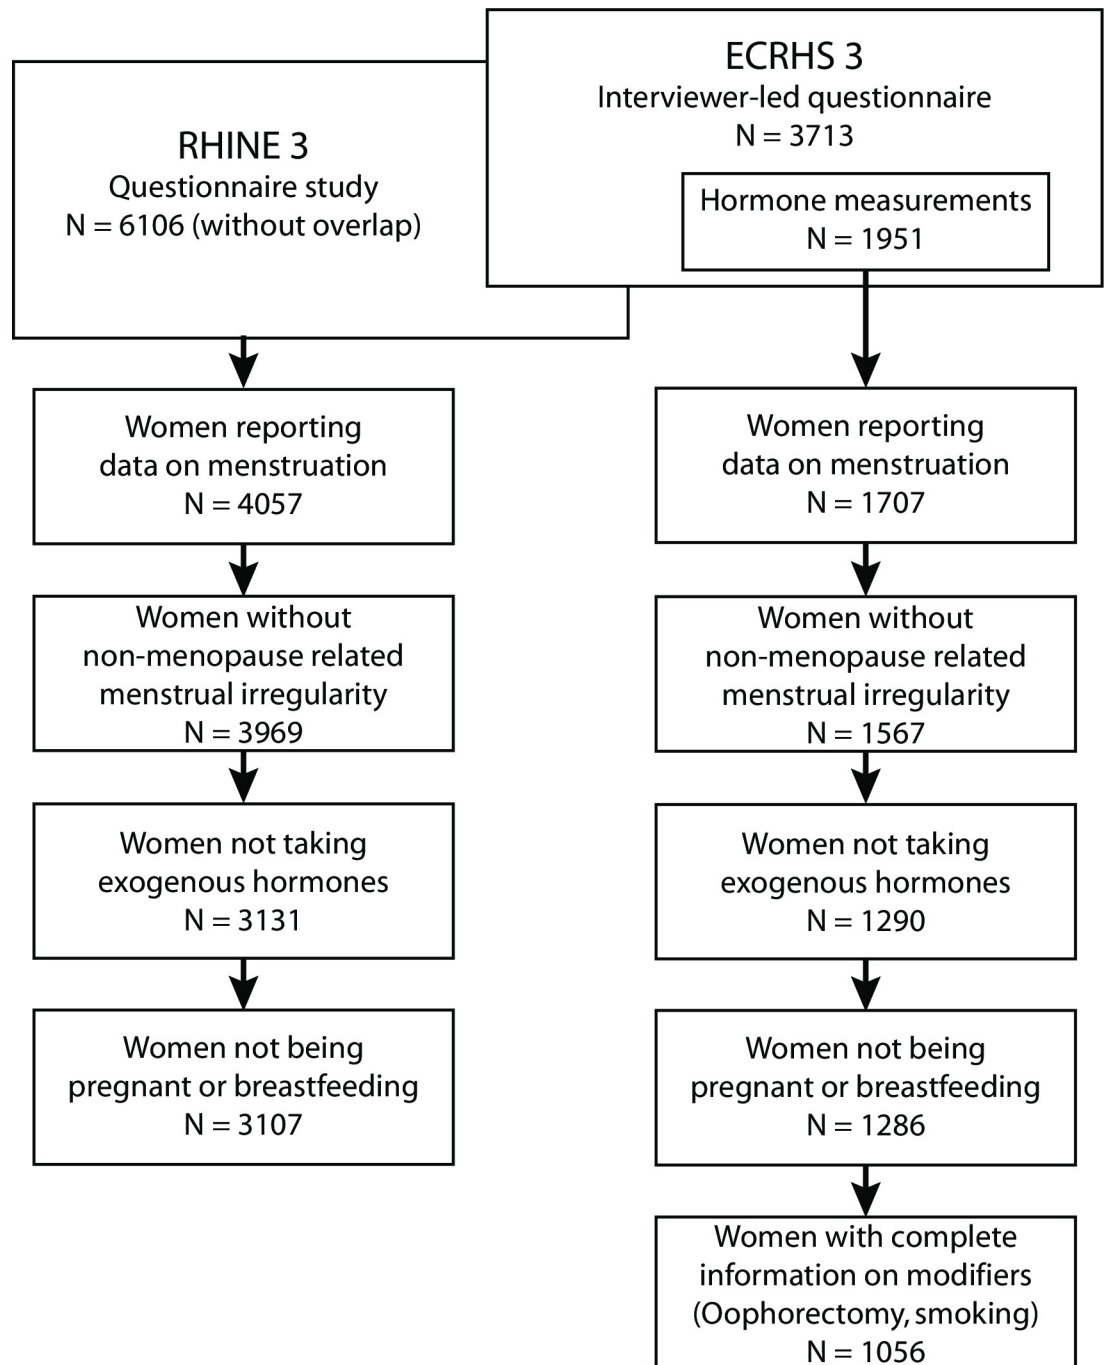 RHINE 3
Questionnaire study
N = 6106 (without overlap)
ECRHS 3
Interviewer-led questionnaire
N = 3713
Hormone measurements
N = 1951
Women reporting
data on menstruation
N = 4057
Women without
non-menopause related
menstrual irregularity
N = 3969
Women not taking
exogenous hormones
N = 3131
Women not being
pregnant or breastfeeding
N = 3107
Women reporting
data on menstruation
N = 1707
Women without
non-menopause related
menstrual irregularity
N = 1567
Women not taking
exogenous hormones
N = 1290
Women not being
pregnant or breastfeeding
N = 1286
Women with complete
information on modifiers
(Oophorectomy, smoking)
N = 1056